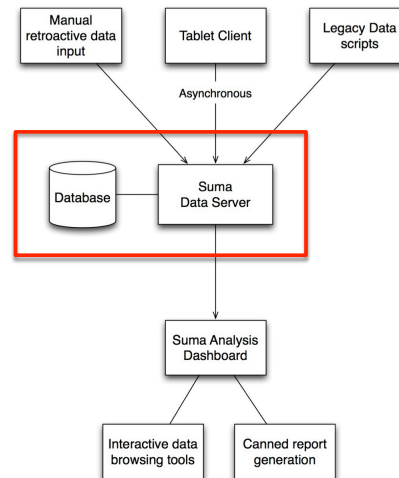 Manual
retroactive data
input
Tablet Client
Legacy Data
scripts
Asynchronous
Database
Suma
Data Server
Suma Analysis
Dashboard
Interactive data
browsing tools
Canned report
generation